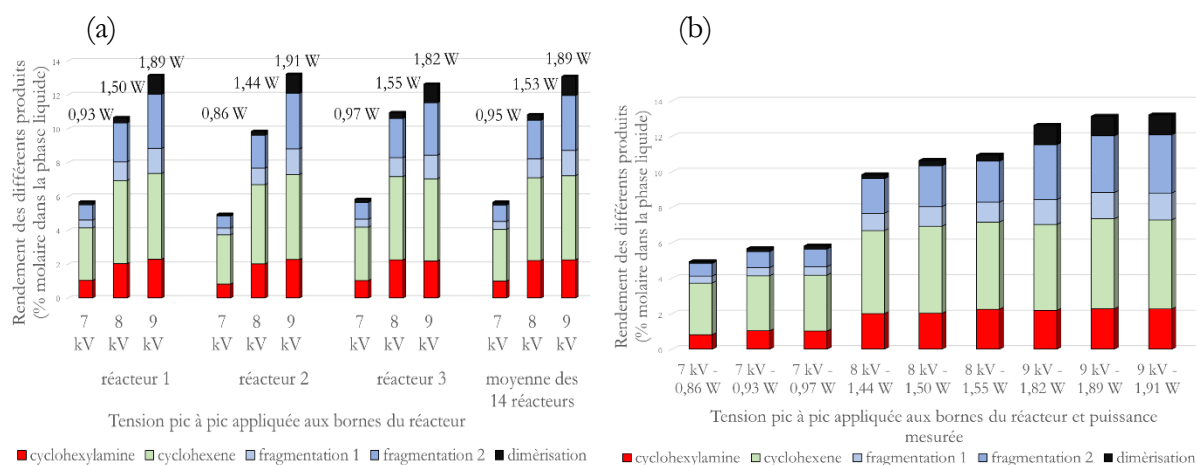 (a)
Rendement des différents produits
(% molaire dans la phase liquide)
14
12
10
8
6
4
2
0
0,93 W
1,50 W
1,89 W
0,86 W
1,44 W
1,91 W
0,97 W
1,55 W
1,82 W
0,95 W
1,53 W
1,89 W
7 8 9 7 8 9 7 8 9 7 8 9
kV kV kV kV kV kV kV kV kV kV kV kV
réacteur 1 réacteur 2 réacteur 3 moyenne des
14 réacteurs
Tension pic à pic appliquée aux bornes du réacteur
cyclohexylamine cyclohexene fragmentation 1 fragmentation 2 dimèrisation
(b)
Rendement des différents produits
(% molaire dans la phase liquide)
14
12
10
8
6
4
2
0
7 kV - 7 kV - 7 kV - 8 kV - 8 kV - 8 kV - 9 kV - 9 kV - 9 kV -
0,86 W 0,93 W 0,97 W 1,44 W 1,50 W 1,55 W 1,82 W 1,89 W 1,91 W
Tension pic à pic appliquée aux bornes du réacteur et puissance
mesurée
cyclohexylamine cyclohexene fragmentation 1 fragmentation 2 dimèrisation